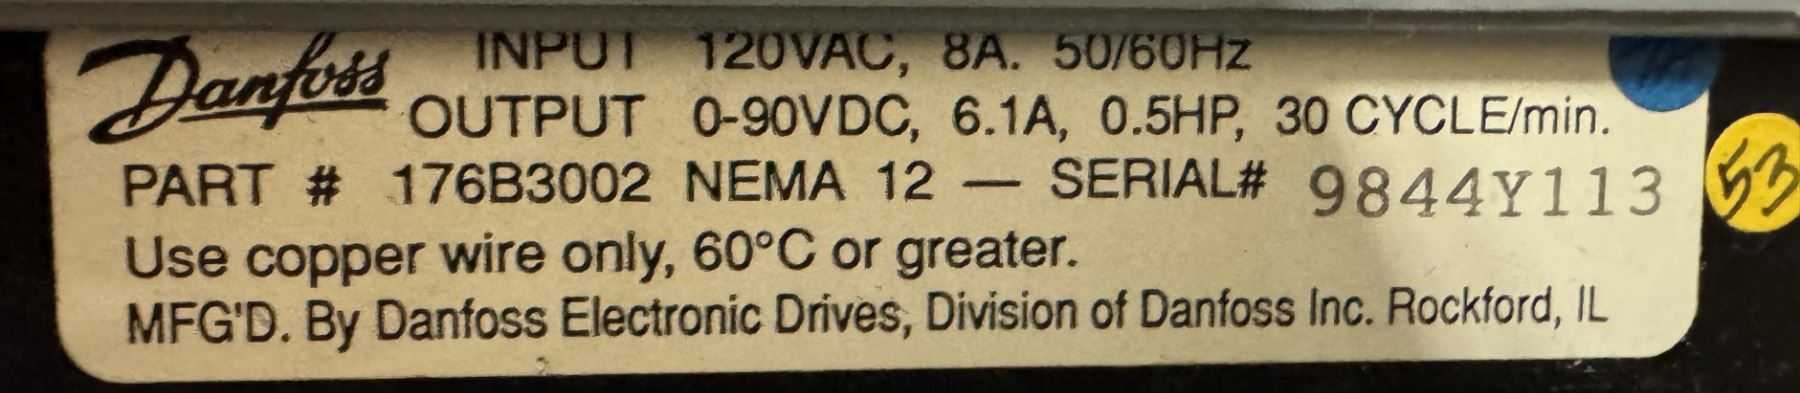 Danfoss
INPUT 120VAC, 8A. 50/60Hz
OUTPUT 0-90VDC, 6.1A, 0.5HP, 30 CYCLE/min.
PART # 176B3002 NEMA 12 — SERIAL# 9844Y113
53
Use copper wire only, 60°C or greater.
MFG'D. By Danfoss Electronic Drives, Division of Danfoss Inc. Rockford, IL